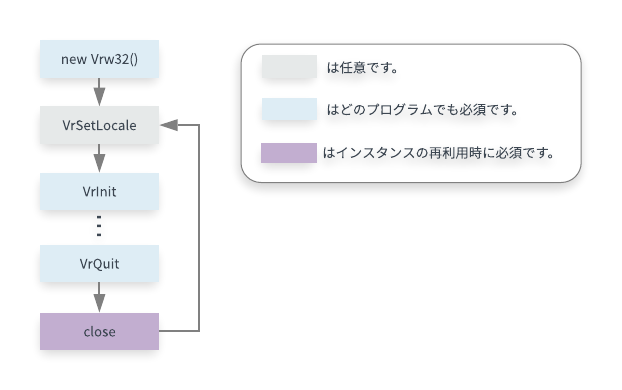 new Vrw32()
VrSetLocale
VrInit
VrQuit
close
は任意です。
はどのプログラムでも必須です。
はインスタンスの再利用時に必須です。